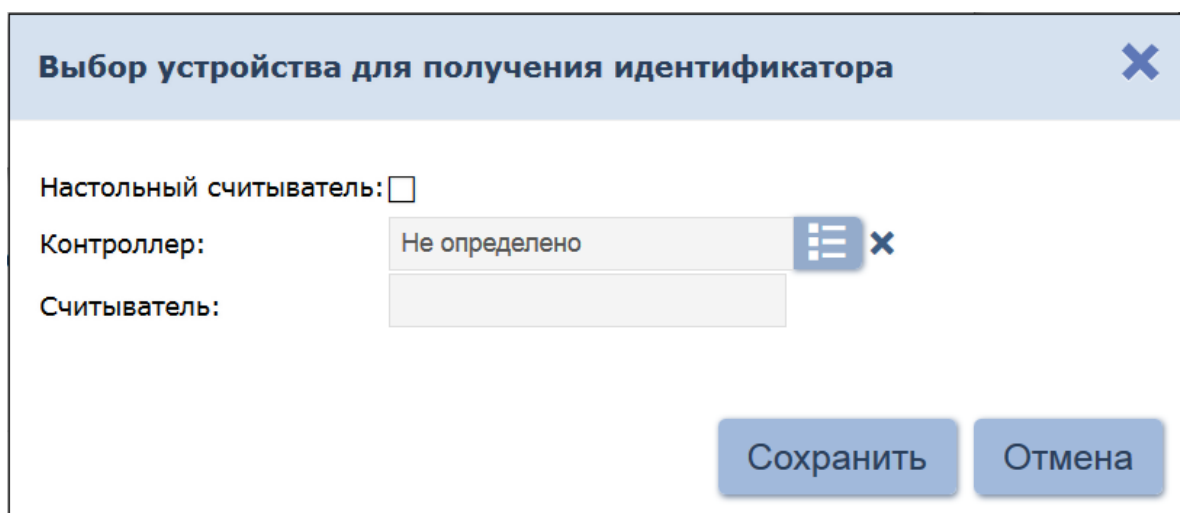 Выбор устройства для получения идентификатора
Настольный считыватель:
Контроллер: Не определено
Считыватель:
Сохранить Отмена